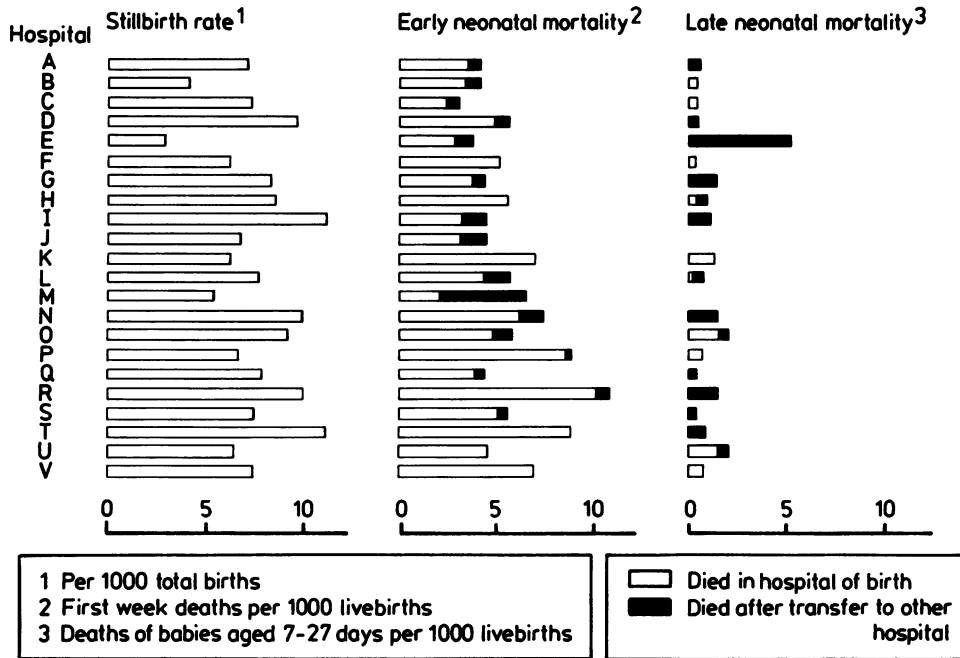 Hospital
Stillbirth rate1
Early neonatal mortality2
Late neonatal mortality3
A
B
C
D
E
F
G
H
I
J
K
L
M
N
O
P
Q
R
S
T
U
V
0 5 10
0 5 10
0 5 10
1 Per 1000 total births
2 First week deaths per 1000 livebirths
3 Deaths of babies aged 7-27 days per 1000 livebirths
Died in hospital of birth
Died after transfer to other
hospital